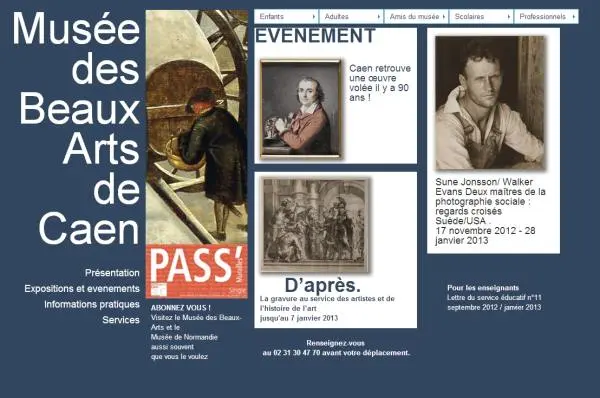 Musée
des
Beaux
Arts
de
Caen
Présentation
Expositions et evenements
Informations pratiques
Services
PASS'
Murailles
ABONNEZ VOUS !
Visitez le Musée des Beaux-
Arts et le
Musée de Normandie
aussi souvent
que vous le voulez
Enfants
Adultes
Amis du musée
Scolaires
Professionnels
EVENEMENT
Caen retrouve
une œuvre
volée il y a 90
ans !
D'après.
La gravure au service des artistes et de
l'histoire de l'art
jusqu'au 7 janvier 2013
Renseignez-vous
au 02 31 30 47 70 avant votre déplacement.
Sune Jonsson/ Walker
Evans Deux maîtres de la
photographie sociale :
regards croisés
Suède/USA .
17 novembre 2012 - 28
janvier 2013
Pour les enseignants
Lettre du service éducatif n°11
septembre 2012 / janvier 2013